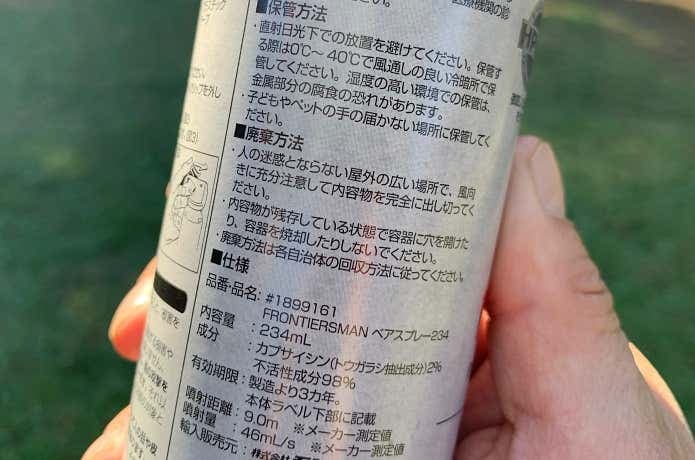 医療機関の診
■保管方法
・直射日光下での放置を避けてください。保管す
る際は0℃～40℃で風通しの良い冷暗所で保
管してください。湿度の高い環境での保管は、
金属部分の腐食の恐れがあります。
・子どもやペットの手の届かない場所に保管してく
ださい。
■廃棄方法
・人の迷惑とならない屋外の広い場所で、風向
きに充分注意して内容物を完全に出し切ってく
ださい。
・内容物が残存している状態で容器に穴を開けた
り、容器を焼却したりしないでください。
・廃棄方法は各自治体の回収方法に従ってください。
■仕様
品番・品名: #1899161
FRONTIERSMAN ベアスプレー234
内容量 : 234mL
成分 : カプサイシン(トウガラシ抽出成分)2%
不活性成分98%
有効期限 : 製造より3カ年。
本体ラベル下部に記載
噴射距離 : 9.0m ※メーカー測定値
噴射量 : 46mL/s ※メーカー測定値
輸入販売元 : 株式会社